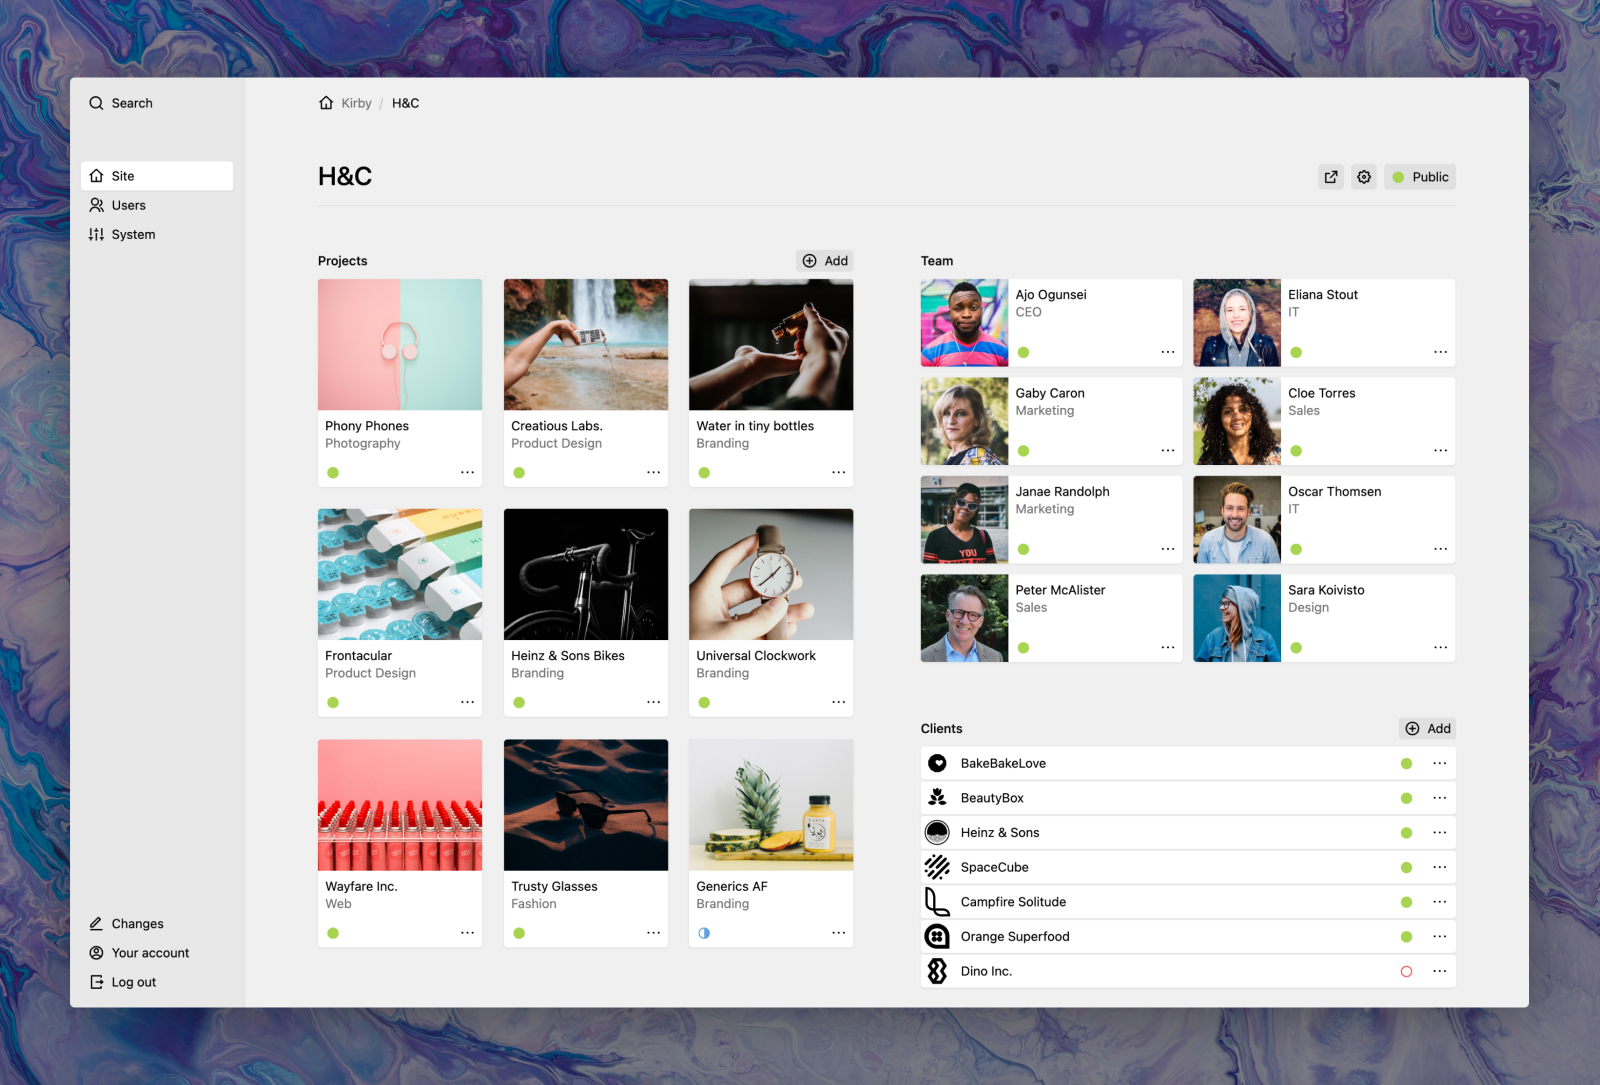 Search
Site
Users
System
Changes
Your account
Log out
Kirby / H&C
H&C
Public
Projects
Add
Phony Phones
Photography
Creatious Labs.
Product Design
Water in tiny bottles
Branding
Frontacular
Product Design
Heinz & Sons Bikes
Branding
Universal Clockwork
Branding
Wayfare Inc.
Web
Trusty Glasses
Fashion
Generics AF
Branding
Team
Ajo Ogunsei
CEO
Eliana Stout
IT
Gaby Caron
Marketing
Cloe Torres
Sales
YOU
Janae Randolph
Marketing
Oscar Thomsen
IT
Peter McAlister
Sales
Sara Koivisto
Design
Clients
Add
BakeBakeLove
BeautyBox
Heinz & Sons
SpaceCube
Campfire Solitude
Orange Superfood
Dino Inc.